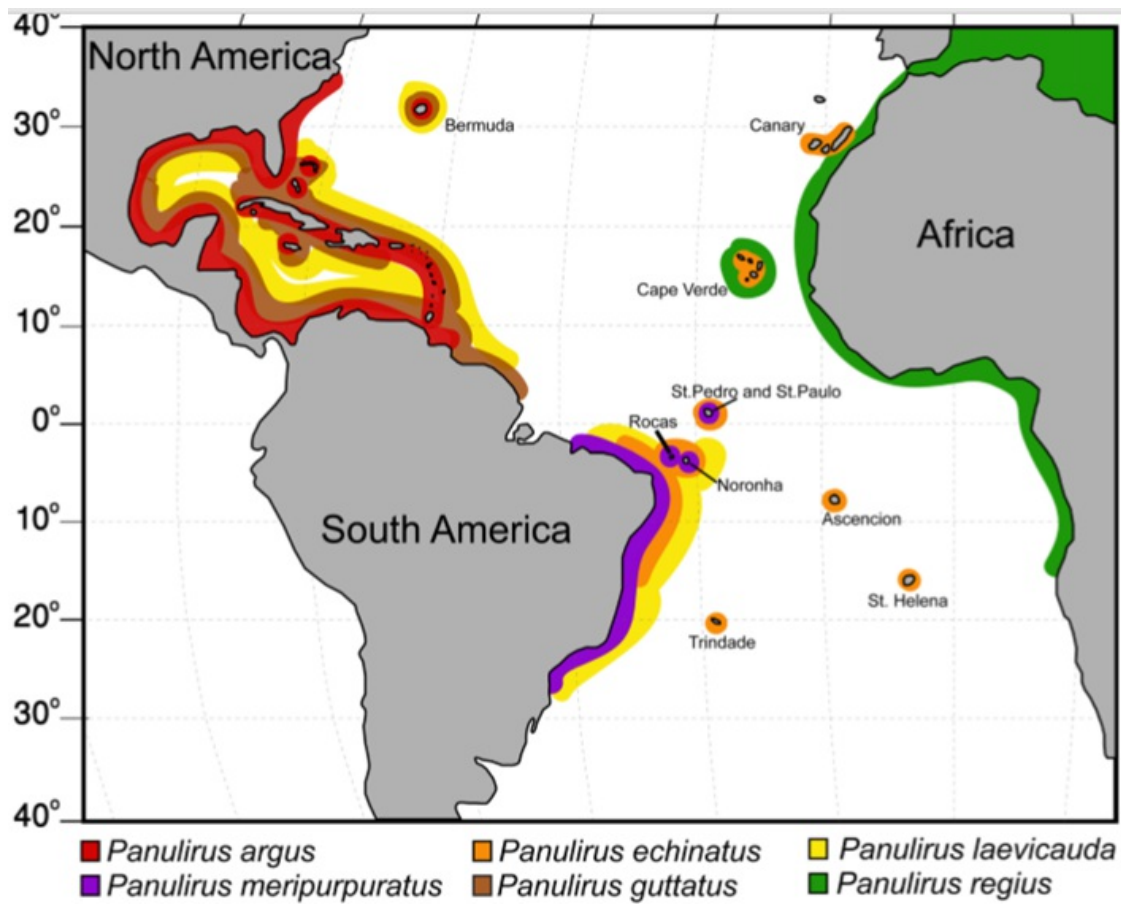 40°
North America
30°
Bermuda
Canary
20°
Africa
Cape Verde
10°
St.Pedro and St.Paulo
0°
Rocas
Noronha
10°
South America
Ascencion
St. Helena
20°
Trindade
30°
40°
Panulirus argus
Panulirus echinatus
Panulirus laevicauda
Panulirus meripurpuratus
Panulirus guttatus
Panulirus regius